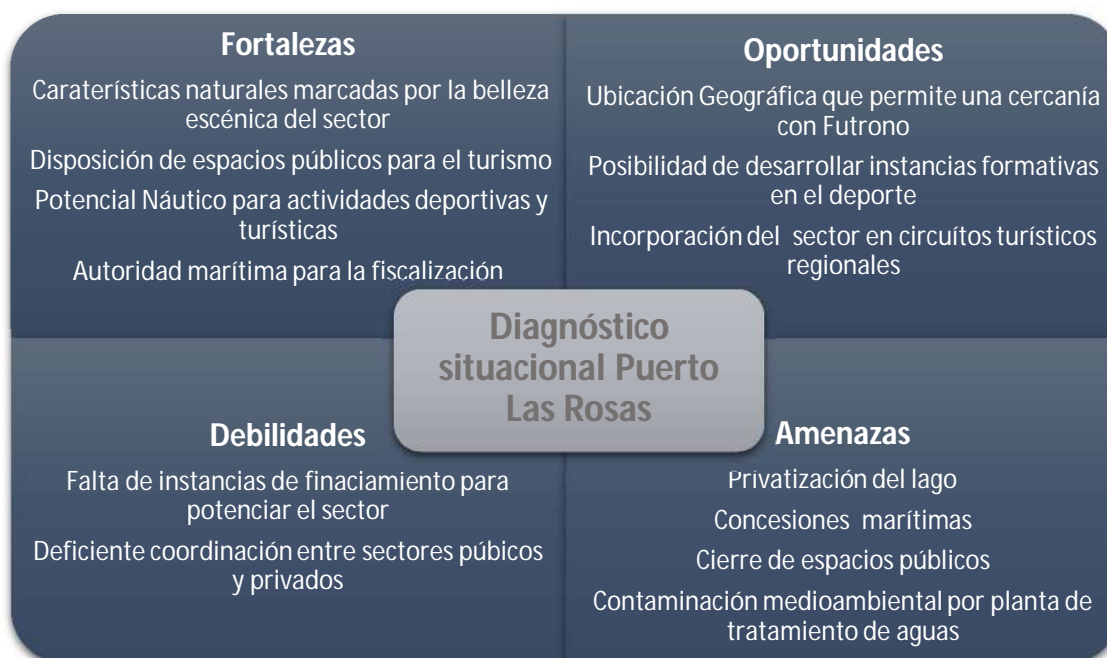 Fortalezas
Caraterísticas naturales marcadas por la belleza
escénica del sector
Disposición de espacios públicos para el turismo
Potencial Náutico para actividades deportivas y
turísticas
Autoridad marítima para la fiscalización
Oportunidades
Ubicación Geográfica que permite una cercanía
con Futrono
Posibilidad de desarrollar instancias formativas
en el deporte
Incorporación del sector en circuítos turísticos
regionales
Diagnóstico
situacional Puerto
Las Rosas
Debilidades
Falta de instancias de finaciamiento para
potenciar el sector
Deficiente coordinación entre sectores púbicos
y privados
Amenazas
Privatización del lago
Concesiones marítimas
Cierre de espacios públicos
Contaminación medioambiental por planta de
tratamiento de aguas